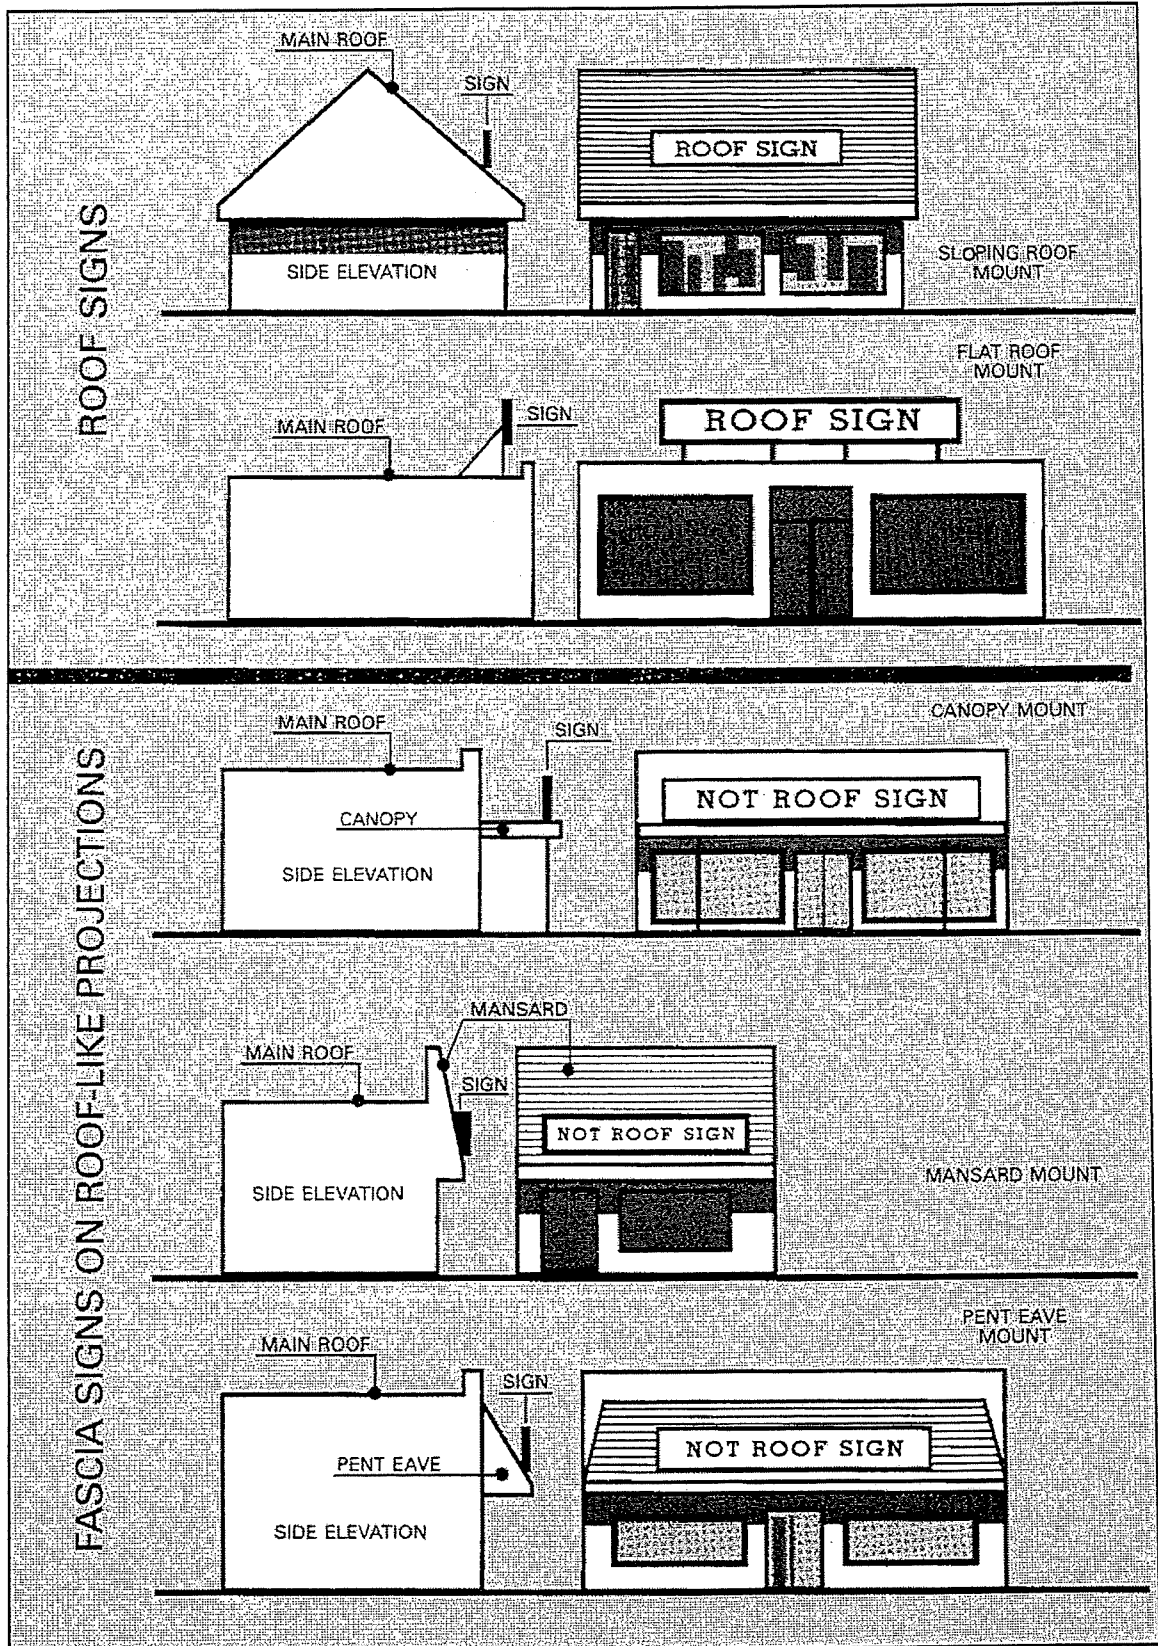 ROOF SIGNS
MAIN ROOF
SIGN
ROOF SIGN
SIDE ELEVATION
SLOPING ROOF
MOUNT
FLAT ROOF
MOUNT
MAIN ROOF
SIGN
ROOF SIGN
FASCIA SIGNS ON ROOF-LIKE PROJECTIONS
CANOPY MOUNT
MAIN ROOF
SIGN
CANOPY
NOT ROOF SIGN
SIDE ELEVATION
MANSARD
MAIN ROOF
SIGN
NOT ROOF SIGN
SIDE ELEVATION
MANSARD MOUNT
PENT EAVE
MOUNT
MAIN ROOF
SIGN
PENT EAVE
NOT ROOF SIGN
SIDE ELEVATION